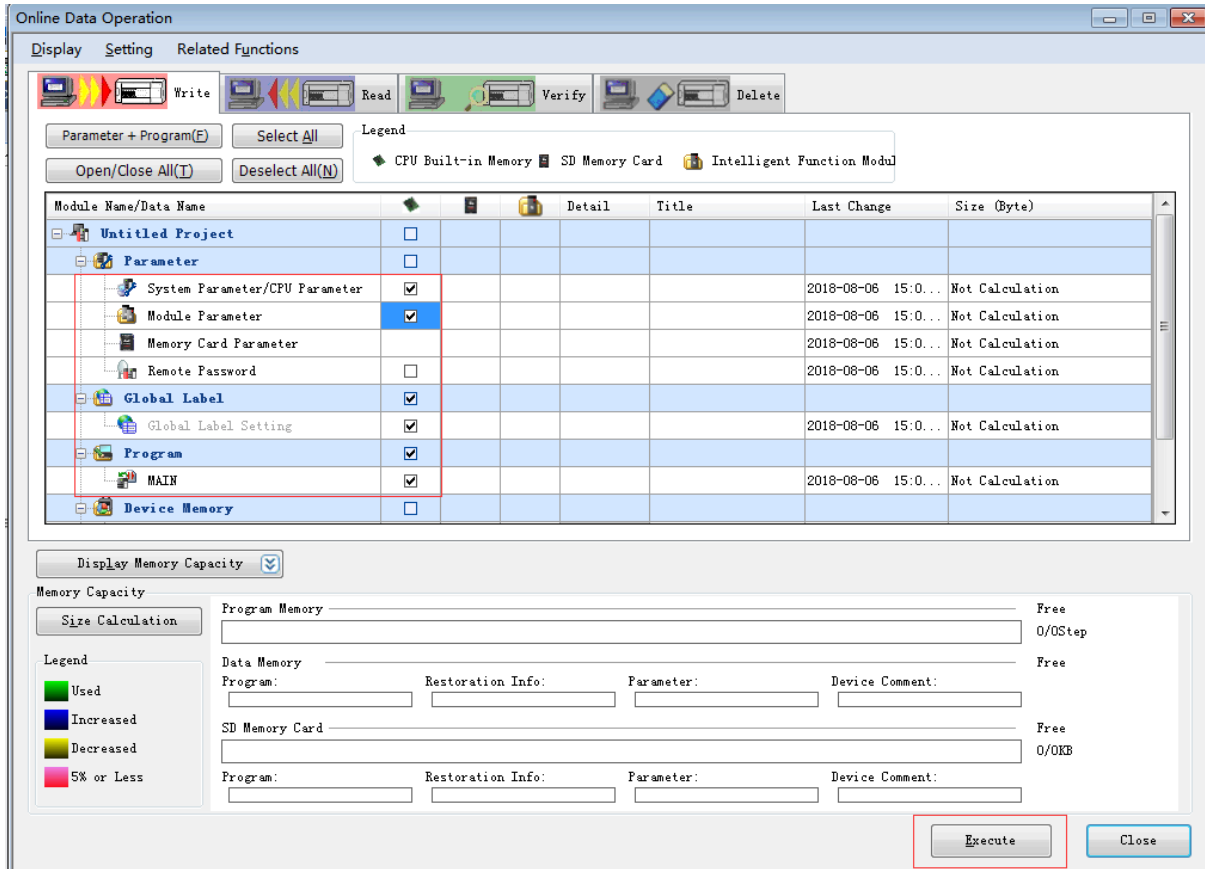 Online Data Operation
Display Setting Related Functions
Write Read Verify Delete
Parameter + Program(F) Select All Legend
CPU Built-in Memory SD Memory Card Intelligent Function Modul
Open/Close All(T) Deselect All(N)
Module Name/Data Name Detail Title Last Change Size (Byte)
Untitled Project
Parameter
System Parameter/CPU Parameter 2018-08-06 15:0... Not Calculation
Module Parameter 2018-08-06 15:0... Not Calculation
Memory Card Parameter 2018-08-06 15:0... Not Calculation
Remote Password 2018-08-06 15:0... Not Calculation
Global Label
Global Label Setting 2018-08-06 15:0... Not Calculation
Program
MAIN 2018-08-06 15:0... Not Calculation
Device Memory
Display Memory Capacity
Memory Capacity
Size Calculation Program Memory Free
0/0Step
Legend Data Memory Free
Program: Restoration Info: Parameter: Device Comment:
Used
Increased
SD Memory Card Free
Decreased 0/0KB
5% or Less Program: Restoration Info: Parameter: Device Comment:
Execute Close